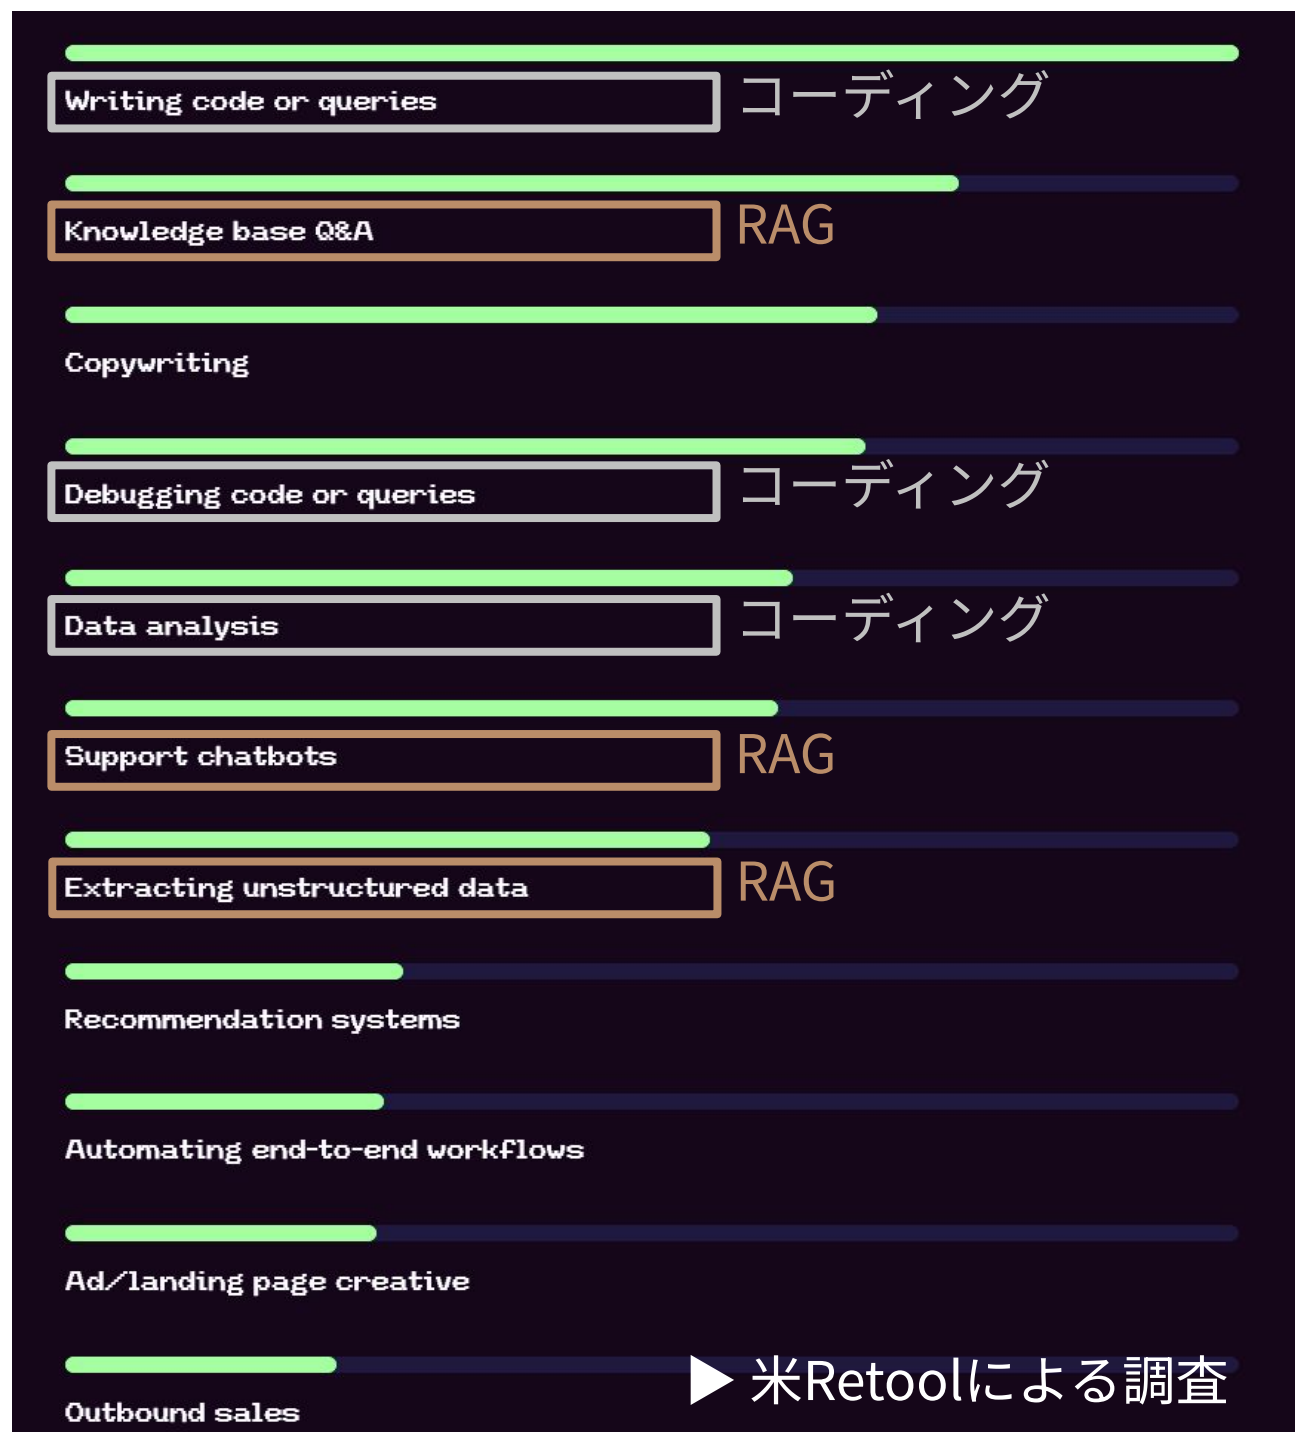 Writing code or queries
コーディング
Knowledge base Q&A
RAG
Copywriting
Debugging code or queries
コーディング
Data analysis
コーディング
Support chatbots
RAG
Extracting unstructured data
RAG
Recommendation systems
Automating end-to-end workflows
Ad/landing page creative
▶ 米Retoolによる調査
Outbound sales